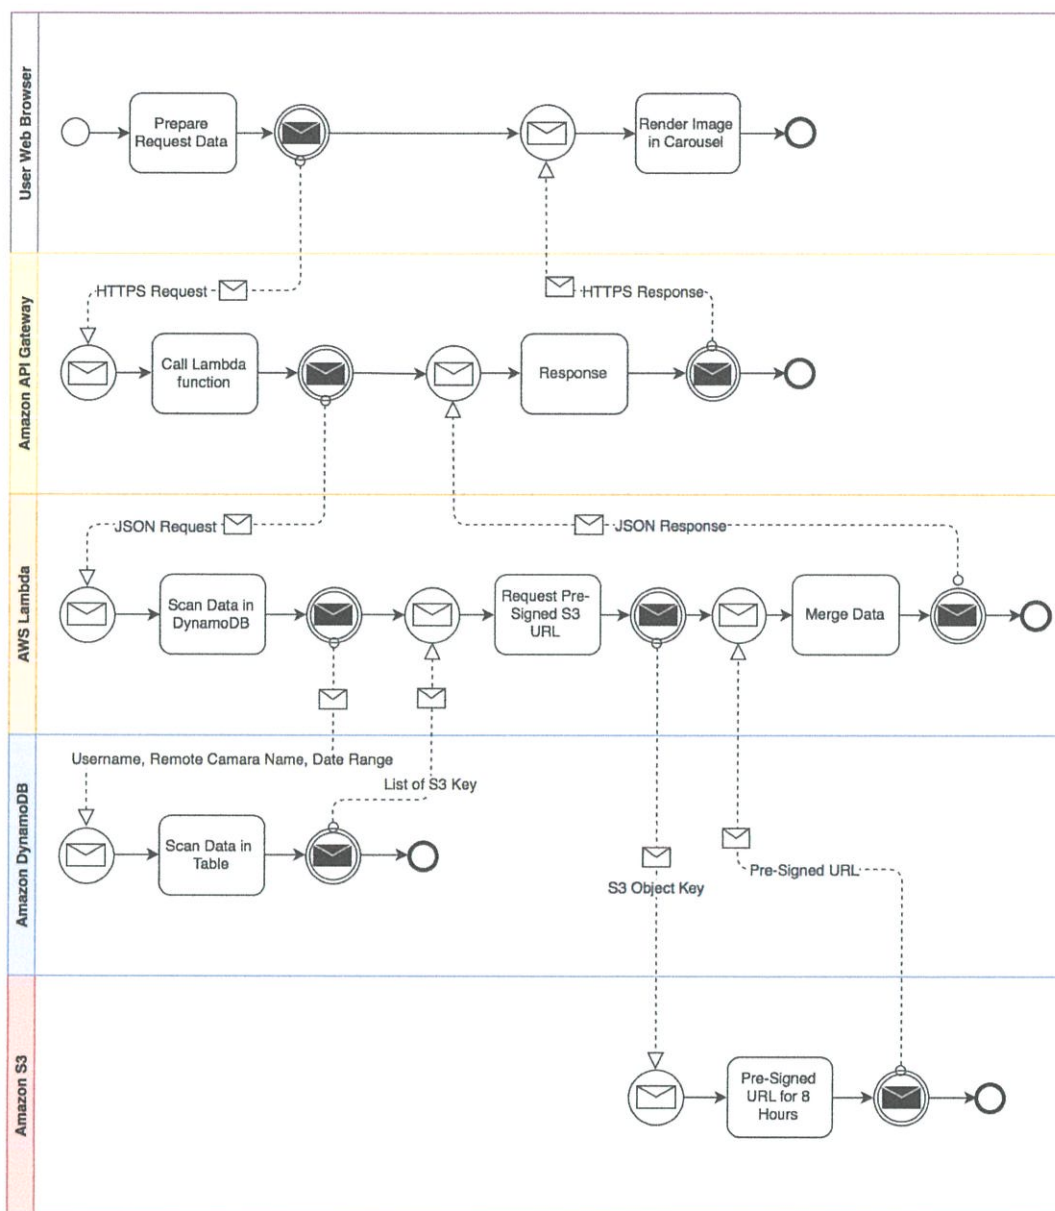 User Web Browser
Prepare
Request Data
Render Image
in Carousel
HTTPS Request
HTTPS Response
Amazon API Gateway
Call Lambda
function
Response
JSON Request
JSON Response
AWS Lambda
Scan Data in
DynamoDB
Request Pre-
Signed S3
URL
Merge Data
Amazon DynamoDB
Username, Remote Camara Name, Date Range
List of S3 Key
Scan Data in
Table
S3 Object Key
Pre-Signed URL
Amazon S3
Pre-Signed
URL for 8
Hours